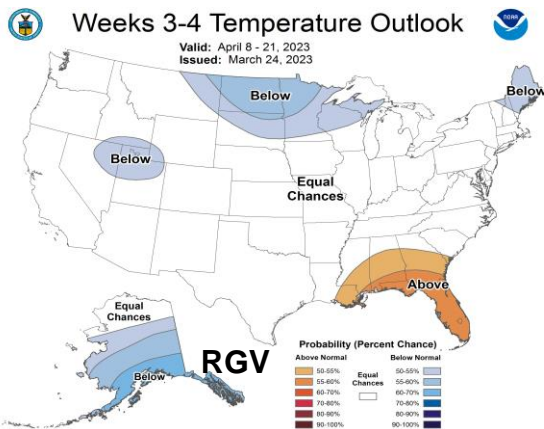 Weeks 3-4 Temperature Outlook
Valid: April 8 - 21, 2023
Issued: March 24, 2023
NOAA
Below
Below
Below
Equal
Chances
Above
Equal
Chances
Below
RGV
Probability (Percent Chance)
Above Normal
Below Normal
50-55%
55-60%
60-70%
70-80%
80-90%
90-100%
Equal
Chances
50-55%
55-60%
60-70%
70-80%
80-90%
90-100%